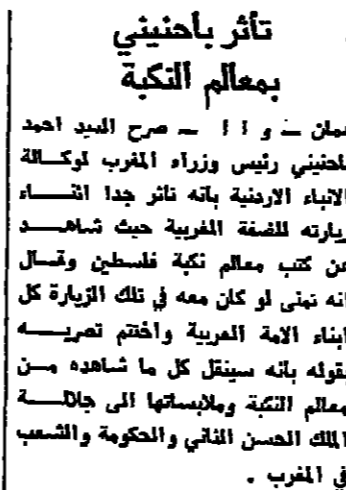 تأثر باحنيني
بمعالم النكبة
عمان ـ و ا ا ـ صرح السيد احمد
باحنيني رئيس وزراء المغرب لوكالة
الانباء الاردنية بانه تأثر جدا اثناء
زيارته للضفة الغربية حيث شاهد
عن كثب معالم نكبة فلسطين وقال
انه تمنى لو كان معه في تلك الزيارة كل
ابناء الامة العربية واختتم تصريحه
بقوله بانه سينقل كل ما شاهده من
معالم النكبة وملابساتها الى جلالة
الملك الحسن الثاني والحكومة والشعب
في المغرب .